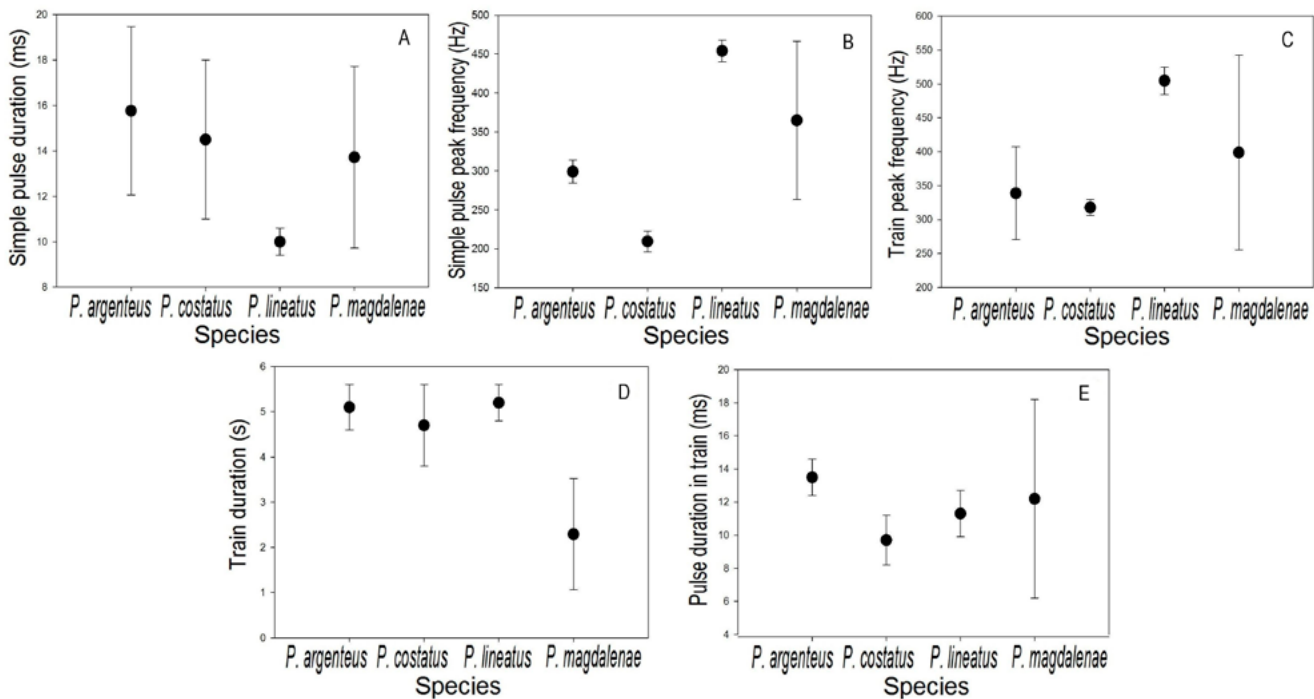 A
Simple pulse duration (ms)
20
18
16
14
12
10
8
P. argenteus P. costatus P. lineatus P. magdalenae
Species
B
Simple pulse peak frequency (Hz)
500
450
400
350
300
250
200
150
P. argenteus P. costatus P. lineatus P. magdalenae
Species
C
Train peak frequency (Hz)
600
550
500
450
400
350
300
250
200
P. argenteus P. costatus P. lineatus P. magdalenae
Species
D
Train duration (s)
6
5
4
3
2
1
0
P. argenteus P. costatus P. lineatus P. magdalenae
Species
E
Pulse duration in train (ms)
20
18
16
14
12
10
8
6
4
P. argenteus P. costatus P. lineatus P. magdalenae
Species